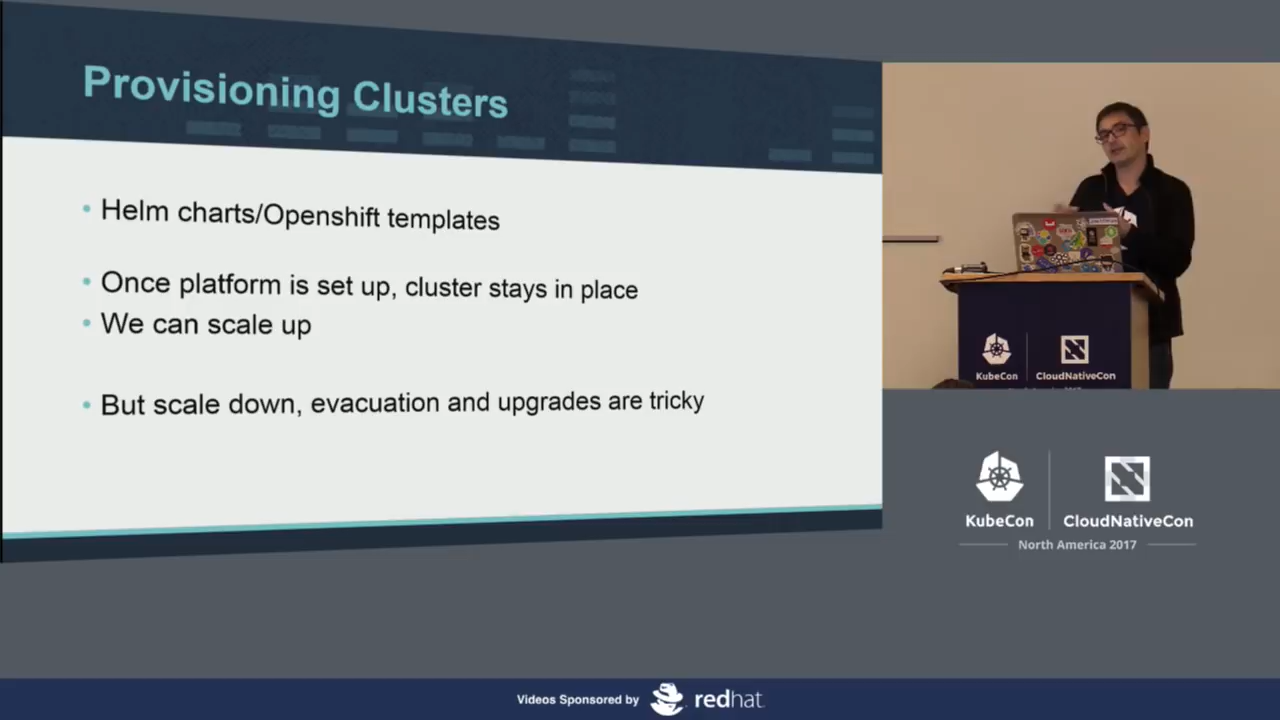 Provisioning Clusters
• Helm charts/Openshift templates
• Once platform is set up, cluster stays in place
• We can scale up
• But scale down, evacuation and upgrades are tricky
KubeCon
CloudNativeCon
KubeCon
CloudNativeCon
North America 2017
Videos Sponsored by redhat